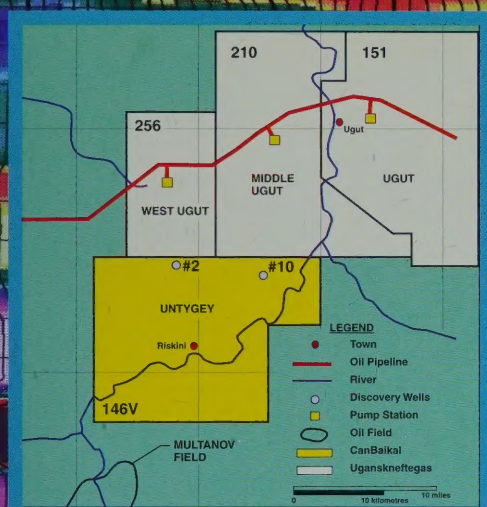 210
151
256
Ugut
MIDDLE
UGUT
UGUT
WEST UGUT
#2
#10
UNTYGEY
Riskini
146V
MULTANOV
FIELD
LEGEND
Town
Oil Pipeline
River
Discovery Wells
Pump Station
Oil Field
CanBaikal
Uganskneftegas
0
10 kilometres
10 miles